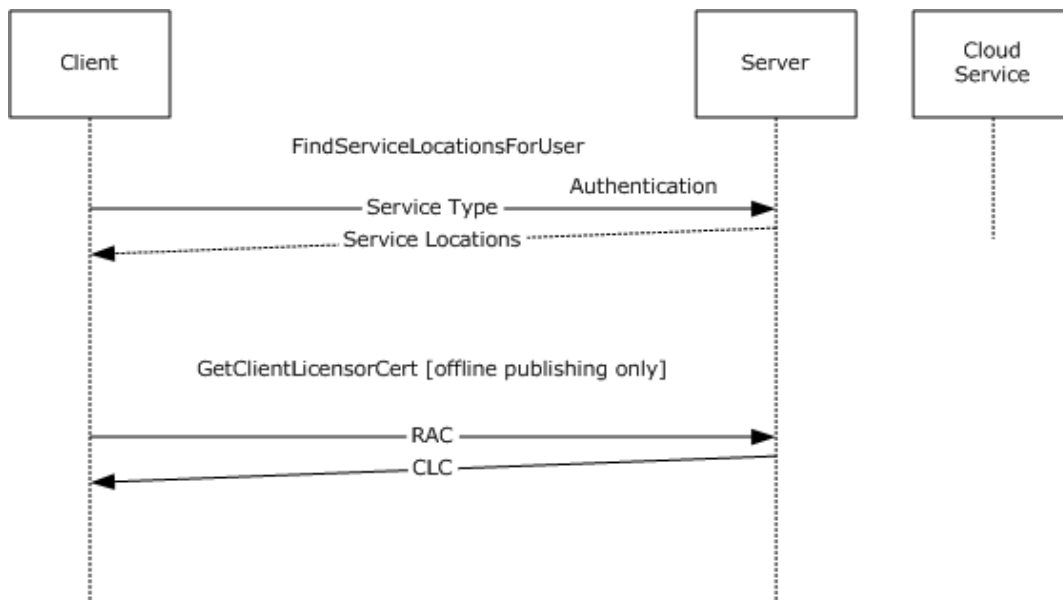 Client
Server
Cloud
Service
FindServiceLocationsForUser
Authentication
Service Type
Service Locations
GetClientLicensorCert [offline publishing only]
RAC
CLC